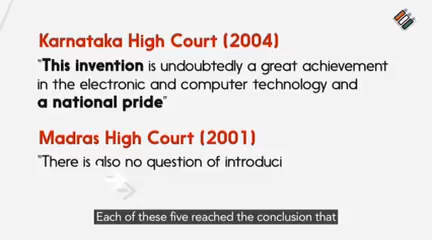 Karnataka High Court (2004)
"This invention is undoubtedly a great achievement
in the electronic and computer technology and
a national pride"
Madras High Court (2001)
"There is also no question of introduci
Each of these five reached the conclusion that